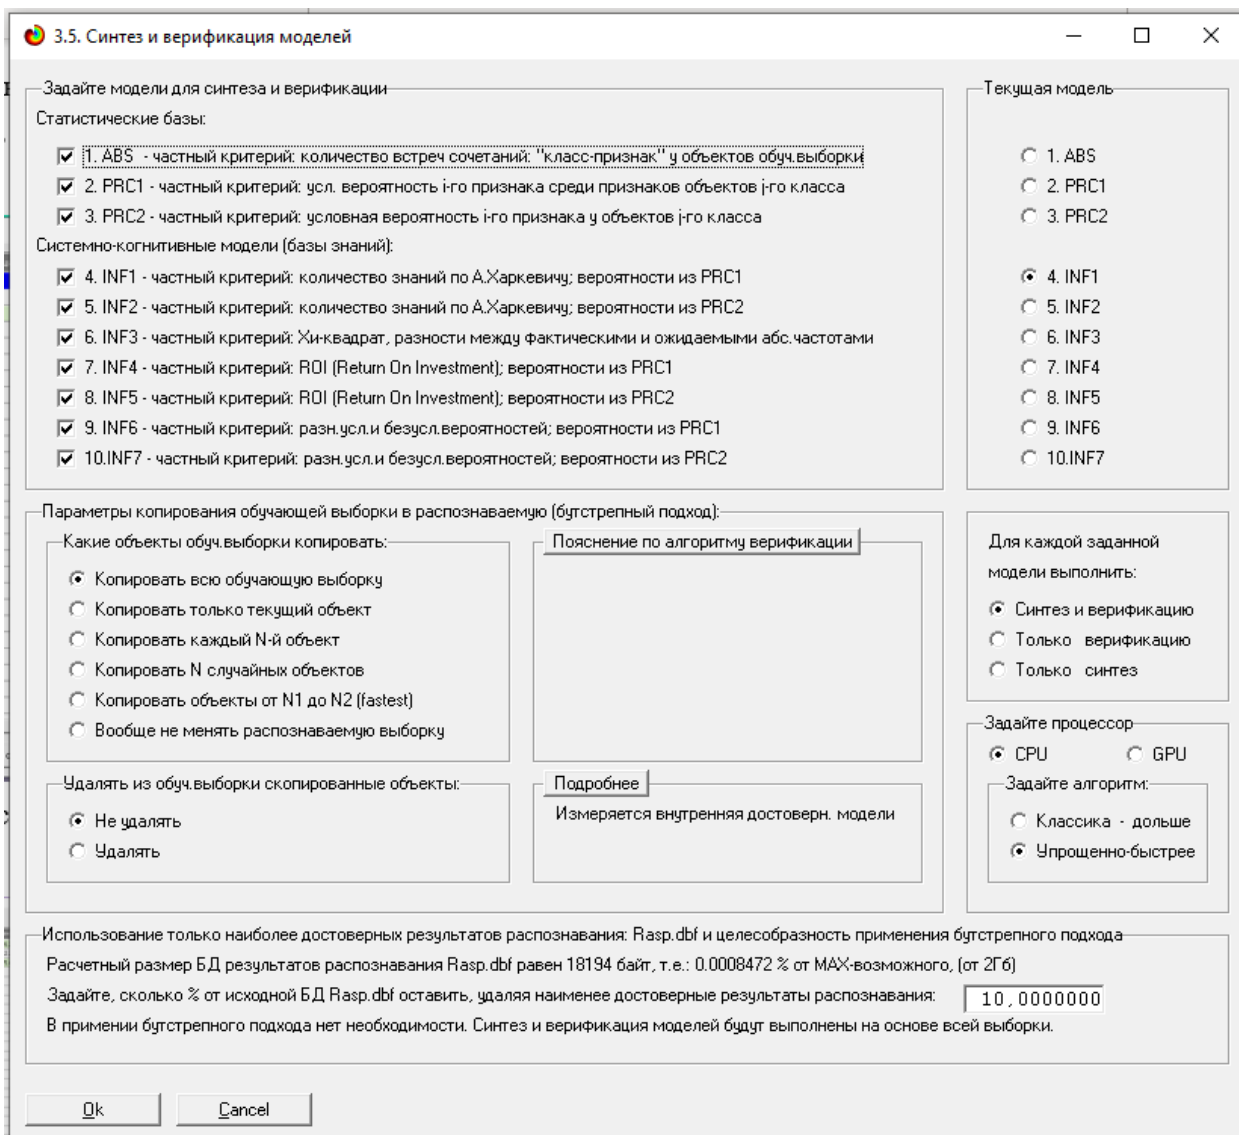 3.5. Синтез и верификация моделей
Задайте модели для синтеза и верификации
Статистические базы:
1. ABS - частный критерий: количество встреч сочетаний: "класс-признак" у объектов обуч.выборки
2. PRC1 - частный критерий: усл. вероятность i-го признака среди признаков объектов j-го класса
3. PRC2 - частный критерий: условная вероятность i-го признака у объектов j-го класса
Системно-когнитивные модели (базы знаний):
4. INF1 - частный критерий: количество знаний по А.Харкевичу; вероятности из PRC1
5. INF2 - частный критерий: количество знаний по А.Харкевичу; вероятности из PRC2
6. INF3 - частный критерий: Хи-квадрат, разности между фактическими и ожидаемыми абс.частотами
7. INF4 - частный критерий: ROI (Return On Investment); вероятности из PRC1
8. INF5 - частный критерий: ROI (Return On Investment); вероятности из PRC2
9. INF6 - частный критерий: разн.усл.и безусл.вероятностей; вероятности из PRC1
10.INF7 - частный критерий: разн.усл.и безусл.вероятностей; вероятности из PRC2
Текущая модель
1. ABS
2. PRC1
3. PRC2
4. INF1
5. INF2
6. INF3
7. INF4
8. INF5
9. INF6
10.INF7
Параметры копирования обучающей выборки в распознаваемую (бутстрепный подход):
Какие объекты обуч.выборки копировать:
Копировать всю обучающую выборку
Копировать только текущий объект
Копировать каждый N-й объект
Копировать N случайных объектов
Копировать объекты от N1 до N2 (fastest)
Вообще не менять распознаваемую выборку
Пояснение по алгоритму верификации
Удалять из обуч.выборки скопированные объекты:
Не удалять
Удалять
Подробнее
Измеряется внутренняя достоверн. модели
Для каждой заданной
модели выполнить:
Синтез и верификацию
Только верификацию
Только синтез
Задайте процессор
CPU GPU
Задайте алгоритм:
Классика - дольше
Упрощенно-быстрее
Использование только наиболее достоверных результатов распознавания: Rasp.dbf и целесобразность применения бутстрепного подхода
Расчетный размер БД результатов распознавания Rasp.dbf равен 18194 байт, т.е.: 0.0008472 % от MAX-возможного, (от 2Гб)
Задайте, сколько % от исходной БД Rasp.dbf оставить, удаляя наименее достоверные результаты распознавания: 10,0000000
В примении бутстрепного подхода нет необходимости. Синтез и верификация моделей будут выполнены на основе всей выборки.
Ok Cancel